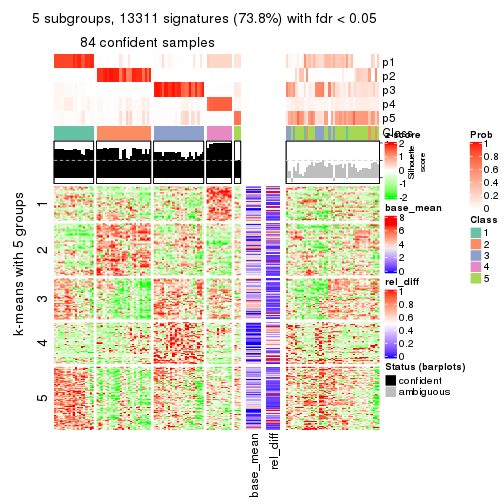 5 subgroups, 13311 signatures (73.8%) with fdr < 0.05
84 confident samples
p1
p2
p3
p4
p5
Class
z-score
2
1
0
-1
-2
Silhouette
score
Prob
1
0.8
0.6
0.4
0.2
0
base_mean
8
6
4
2
0
Class
1
2
3
4
5
rel_diff
1
0.8
0.6
0.4
0.2
0
Status (barplots)
confident
ambiguous
k-means with 5 groups
1
2
3
4
5
base_mean
rel_diff